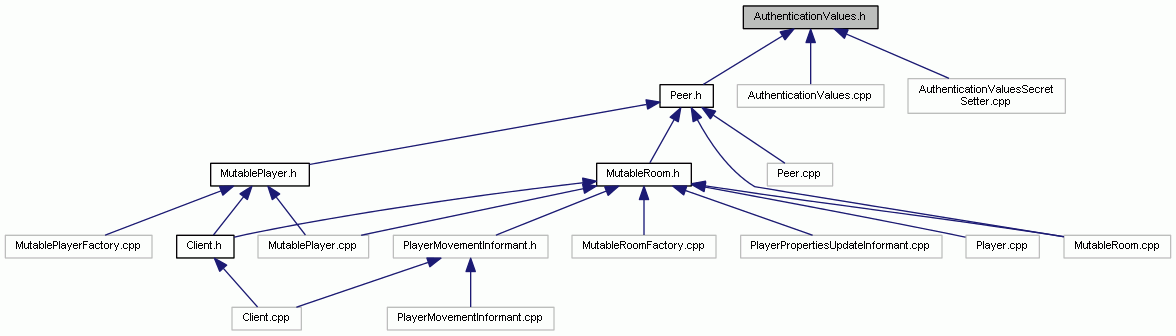 AuthenticationValues.h
Peer.h
AuthenticationValues.cpp
AuthenticationValuesSecret
Setter.cpp
MutablePlayer.h
MutableRoom.h
Peer.cpp
MutablePlayerFactory.cpp
Client.h
MutablePlayer.cpp
PlayerMovementInformant.h
MutableRoomFactory.cpp
PlayerPropertiesUpdateInformant.cpp
Player.cpp
MutableRoom.cpp
Client.cpp
PlayerMovementInformant.cpp